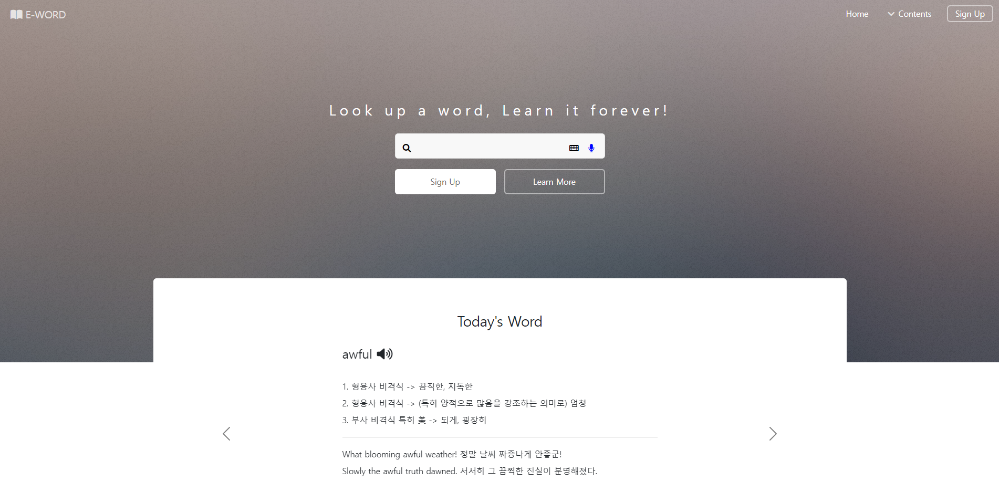 E-WORD
Home
Contents
Sign Up
Look up a word, Learn it forever!
Sign Up
Learn More
Today's Word
awful
1. 형용사 비격식 -> 끔직한, 지독한
2. 형용사 비격식 -> (특히 양적으로 많음을 강조하는 의미로) 엄청
3. 부사 비격식 특히 美 -> 되게, 굉장히
What blooming awful weather! 정말 날씨 짜증나게 안좋군!
Slowly the awful truth dawned. 서서히 그 끔찍한 진실이 분명해졌다.